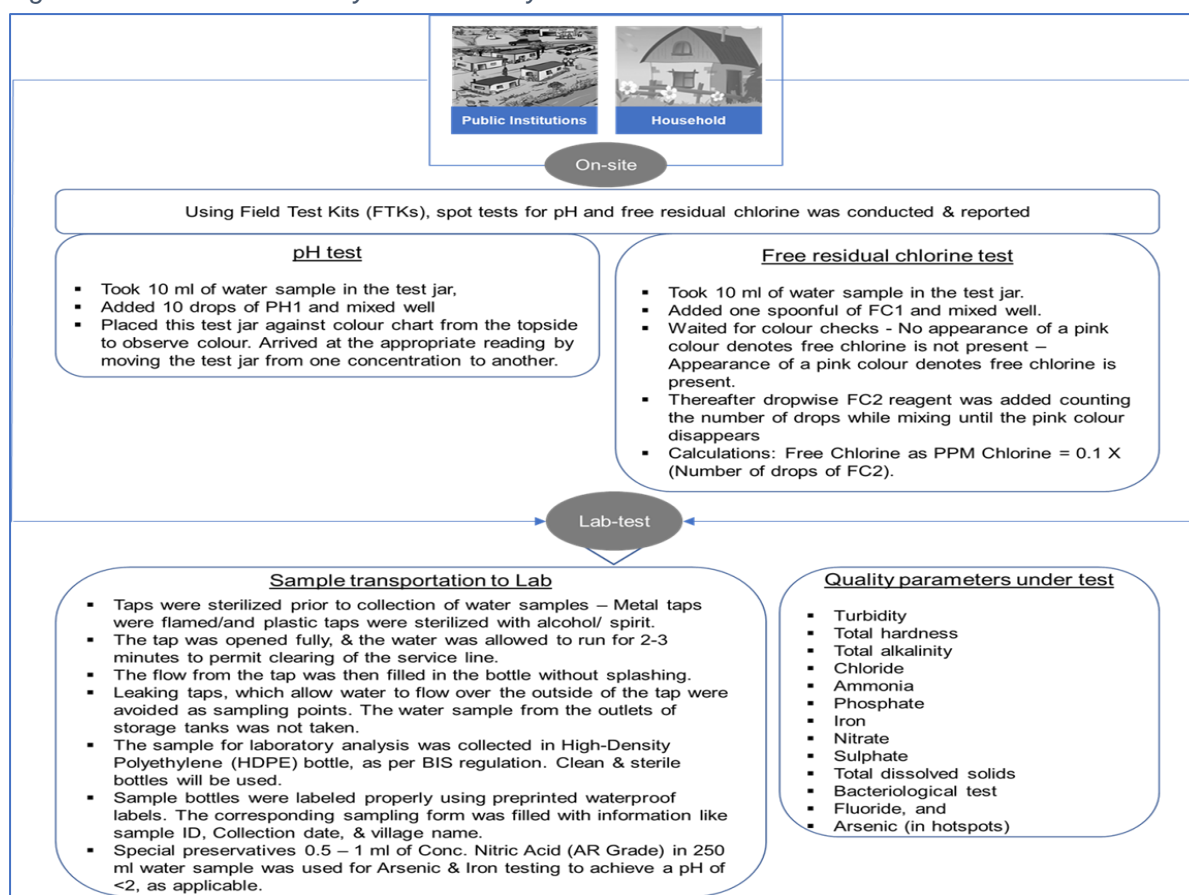 Public Institutions
Household
On-site
Using Field Test Kits (FTKs), spot tests for pH and free residual chlorine was conducted & reported
pH test
▪ Took 10 ml of water sample in the test jar,
▪ Added 10 drops of PH1 and mixed well
▪ Placed this test jar against colour chart from the topside
to observe colour. Arrived at the appropriate reading by
moving the test jar from one concentration to another.
Free residual chlorine test
▪ Took 10 ml of water sample in the test jar.
▪ Added one spoonful of FC1 and mixed well.
▪ Waited for colour checks - No appearance of a pink
colour denotes free chlorine is not present –
Appearance of a pink colour denotes free chlorine is
present.
▪ Thereafter dropwise FC2 reagent was added counting
the number of drops while mixing until the pink colour
disappears
▪ Calculations: Free Chlorine as PPM Chlorine = 0.1 X
(Number of drops of FC2).
Lab-test
Sample transportation to Lab
▪ Taps were sterilized prior to collection of water samples – Metal taps
were flamed/and plastic taps were sterilized with alcohol/ spirit.
▪ The tap was opened fully, & the water was allowed to run for 2-3
minutes to permit clearing of the service line.
▪ The flow from the tap was then filled in the bottle without splashing.
▪ Leaking taps, which allow water to flow over the outside of the tap were
avoided as sampling points. The water sample from the outlets of
storage tanks was not taken.
▪ The sample for laboratory analysis was collected in High-Density
Polyethylene (HDPE) bottle, as per BIS regulation. Clean & sterile
bottles will be used.
▪ Sample bottles were labeled properly using preprinted waterproof
labels. The corresponding sampling form was filled with information like
sample ID, Collection date, & village name.
▪ Special preservatives 0.5 – 1 ml of Conc. Nitric Acid (AR Grade) in 250
ml water sample was used for Arsenic & Iron testing to achieve a pH of
<2, as applicable.
Quality parameters under test
▪ Turbidity
▪ Total hardness
▪ Total alkalinity
▪ Chloride
▪ Ammonia
▪ Phosphate
▪ Iron
▪ Nitrate
▪ Sulphate
▪ Total dissolved solids
▪ Bacteriological test
▪ Fluoride, and
▪ Arsenic (in hotspots)